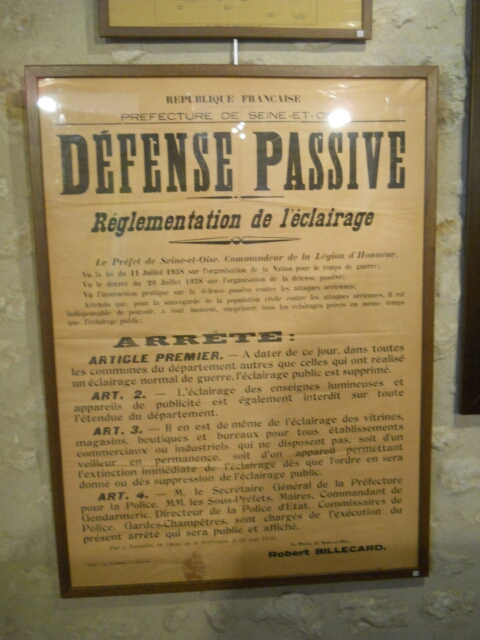 REPUBLIQUE FRANÇAISE
PREFECTURE DE SEINE-ET-O
DÉFENSE PASSIVE
Réglementation de l'éclairage
Le Préfet de Seine-et-Oise, Commandeur de la Légion d'Honneur,
Vu la loi du 11 Juillet 1938 sur l'organisation de la Nation pour le temps de guerre;
Vu le décret du 29 Juillet 1938 sur l'organisation de la défense passive;
Vu l'instruction pratique sur la défense passive contre les attaques aériennes;
Attendu que, pour la sauvegarde de la population civile contre les attaques aériennes, il est
indispensable de pouvoir, à tout moment, supprimer tous les éclairages privés en même temps
que l'éclairage public:
ARRÊTE:
ARTICLE PREMIER. — A dater de ce jour, dans toutes
les communes du département autres que celles qui ont réalisé
un éclairage normal de guerre, l'éclairage public est supprimé.
ART. 2. — L'éclairage des enseignes lumineuses et
appareils de publicité est également interdit sur toute
l'étendue du département.
ART. 3. — Il en est de même de l'éclairage des vitrines,
magasins, boutiques et bureaux pour tous établissements
commerciaux ou industriels qui ne disposent pas, soit d'un
veilleur en permanence, soit d'un appareil permettant
l'extinction immédiate de l'éclairage dès que l'ordre en sera
donné ou dès suppression de l'éclairage public.
ART. 4. — M. le Secrétaire Général de la Préfecture
pour la Police, MM les Sous-Préfets, Maires, Commandant de
Gendarmerie, Directeur de la Police d'Etat, Commissaires de
Police, Gardes-Champêtres, sont chargés de l'exécution du
présent arrêté qui sera publié et affiché.
Le Préfet de Seine-et-Oise,
Robert BILLECARD.